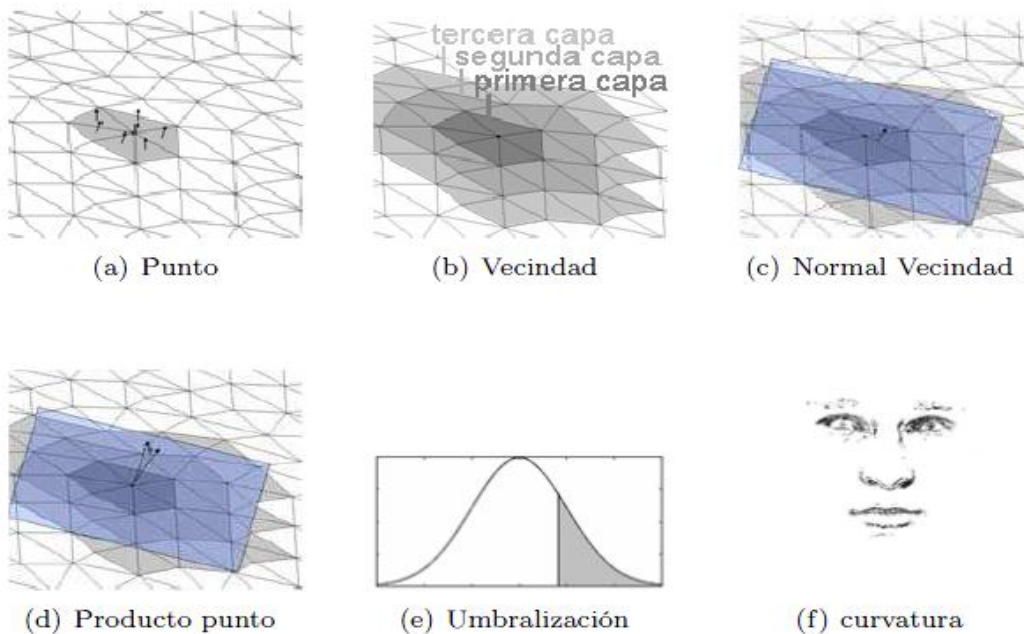 tercera capa
segunda capa
primera capa
(a) Punto
(b) Vecindad
(c) Normal Vecindad
(d) Producto punto
(e) Umbralización
(f) curvatura